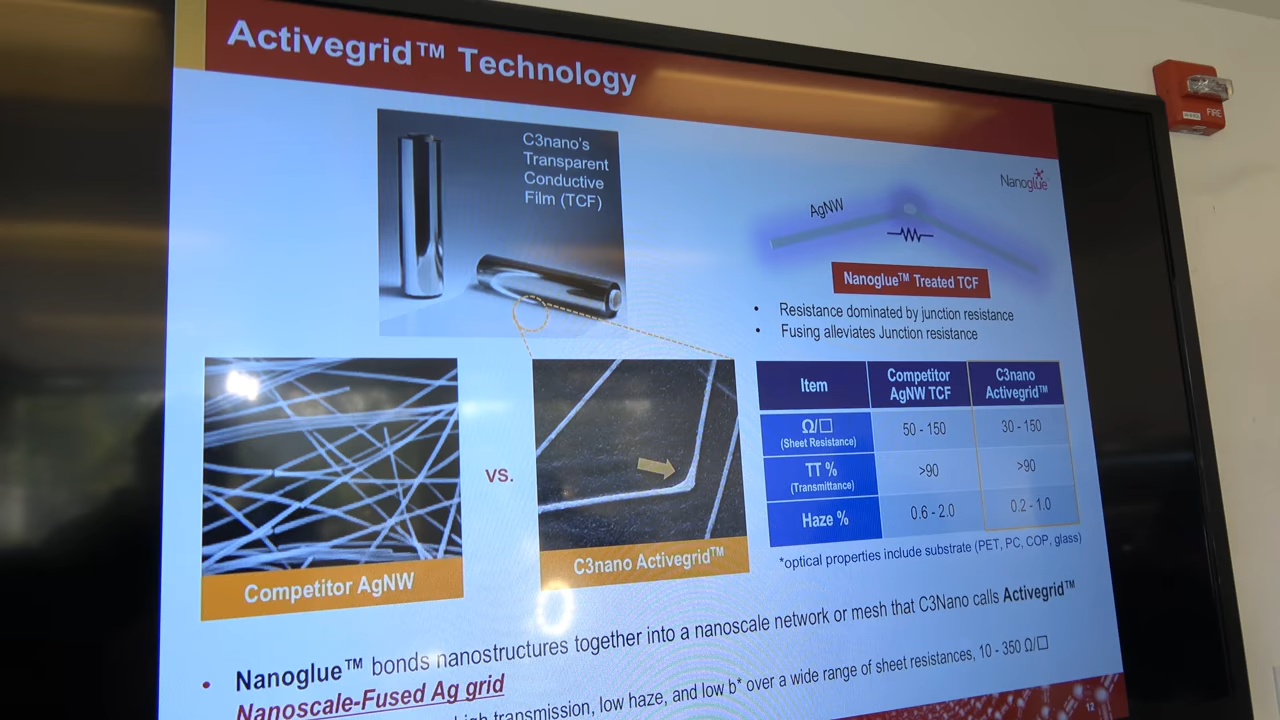 Activegrid™ Technology
C3nano's
Transparent
Conductive
Film (TCF)
Nanoglue
AgNW
Nanoglue™ Treated TCF
• Resistance dominated by junction resistance
• Fusing alleviates Junction resistance
Competitor AgNW
VS.
C3nano Activegrid™
Item
Competitor AgNW TCF
C3nano Activegrid™
Ω/□ (Sheet Resistance)
50 - 150
30 - 150
TT % (Transmittance)
>90
>90
Haze %
0.6 - 2.0
0.2 - 1.0
*optical properties include substrate (PET, PC, COP, glass)
• Nanoglue™ bonds nanostructures together into a nanoscale network or mesh that C3Nano calls Activegrid™
Nanoscale-Fused Ag grid
transmission, low haze, and low b* over a wide range of sheet resistances, 10 - 350 Ω/□
12
FIRE